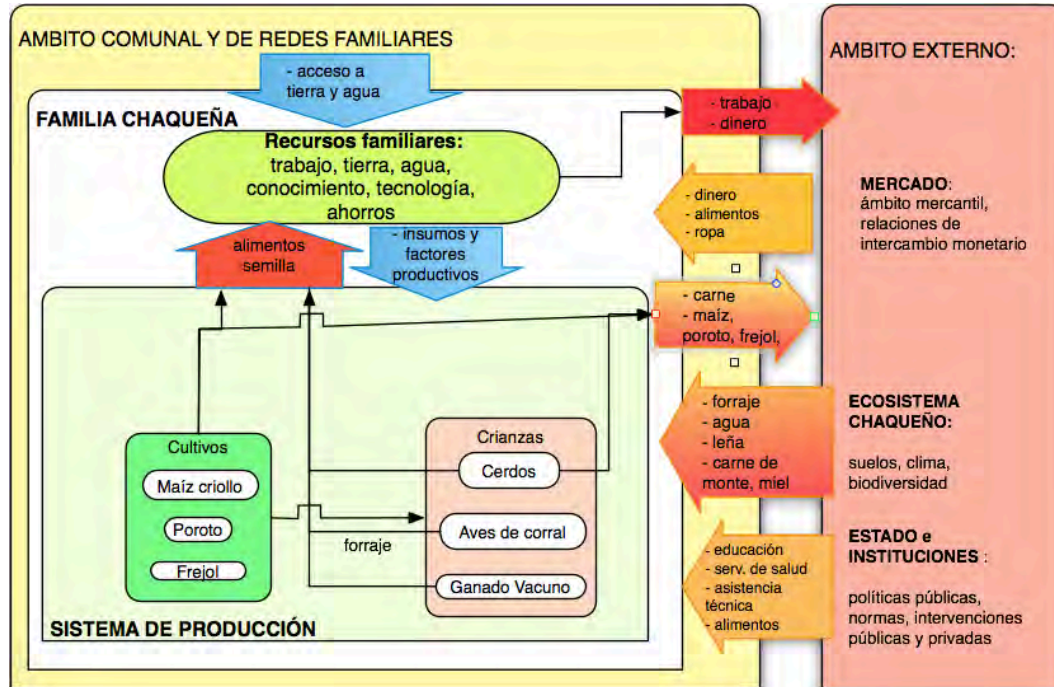 AMBITO COMUNAL Y DE REDES FAMILIARES
- acceso a
tierra y agua
FAMILIA CHAQUEÑA
Recursos familiares:
trabajo, tierra, agua,
conocimiento, tecnología,
ahorros
alimentos
semilla
- insumos y
factores
productivos
Cultivos
Maíz criollo
Poroto
Frejol
forraje
Crianzas
Cerdos
Aves de corral
Ganado Vacuno
SISTEMA DE PRODUCCIÓN
- trabajo
- dinero
- dinero
- alimentos
- ropa
- carne
- maíz,
poroto, frejol,
- forraje
- agua
- leña
- carne de
monte, miel
- educación
- serv. de salud
- asistencia
técnica
- alimentos
AMBITO EXTERNO:
MERCADO:
ámbito mercantil,
relaciones de
intercambio monetario
ECOSISTEMA
CHAQUEÑO:
suelos, clima,
biodiversidad
ESTADO e
INSTITUCIONES :
políticas públicas,
normas, intervenciones
públicas y privadas